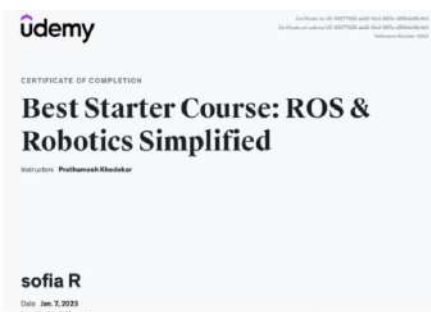 ûdemy
CERTIFICATE OF COMPLETION
Best Starter Course: ROS &
Robotics Simplified
Instructors Prathamesh Khedekar
sofia R
Date Jan. 7, 2023